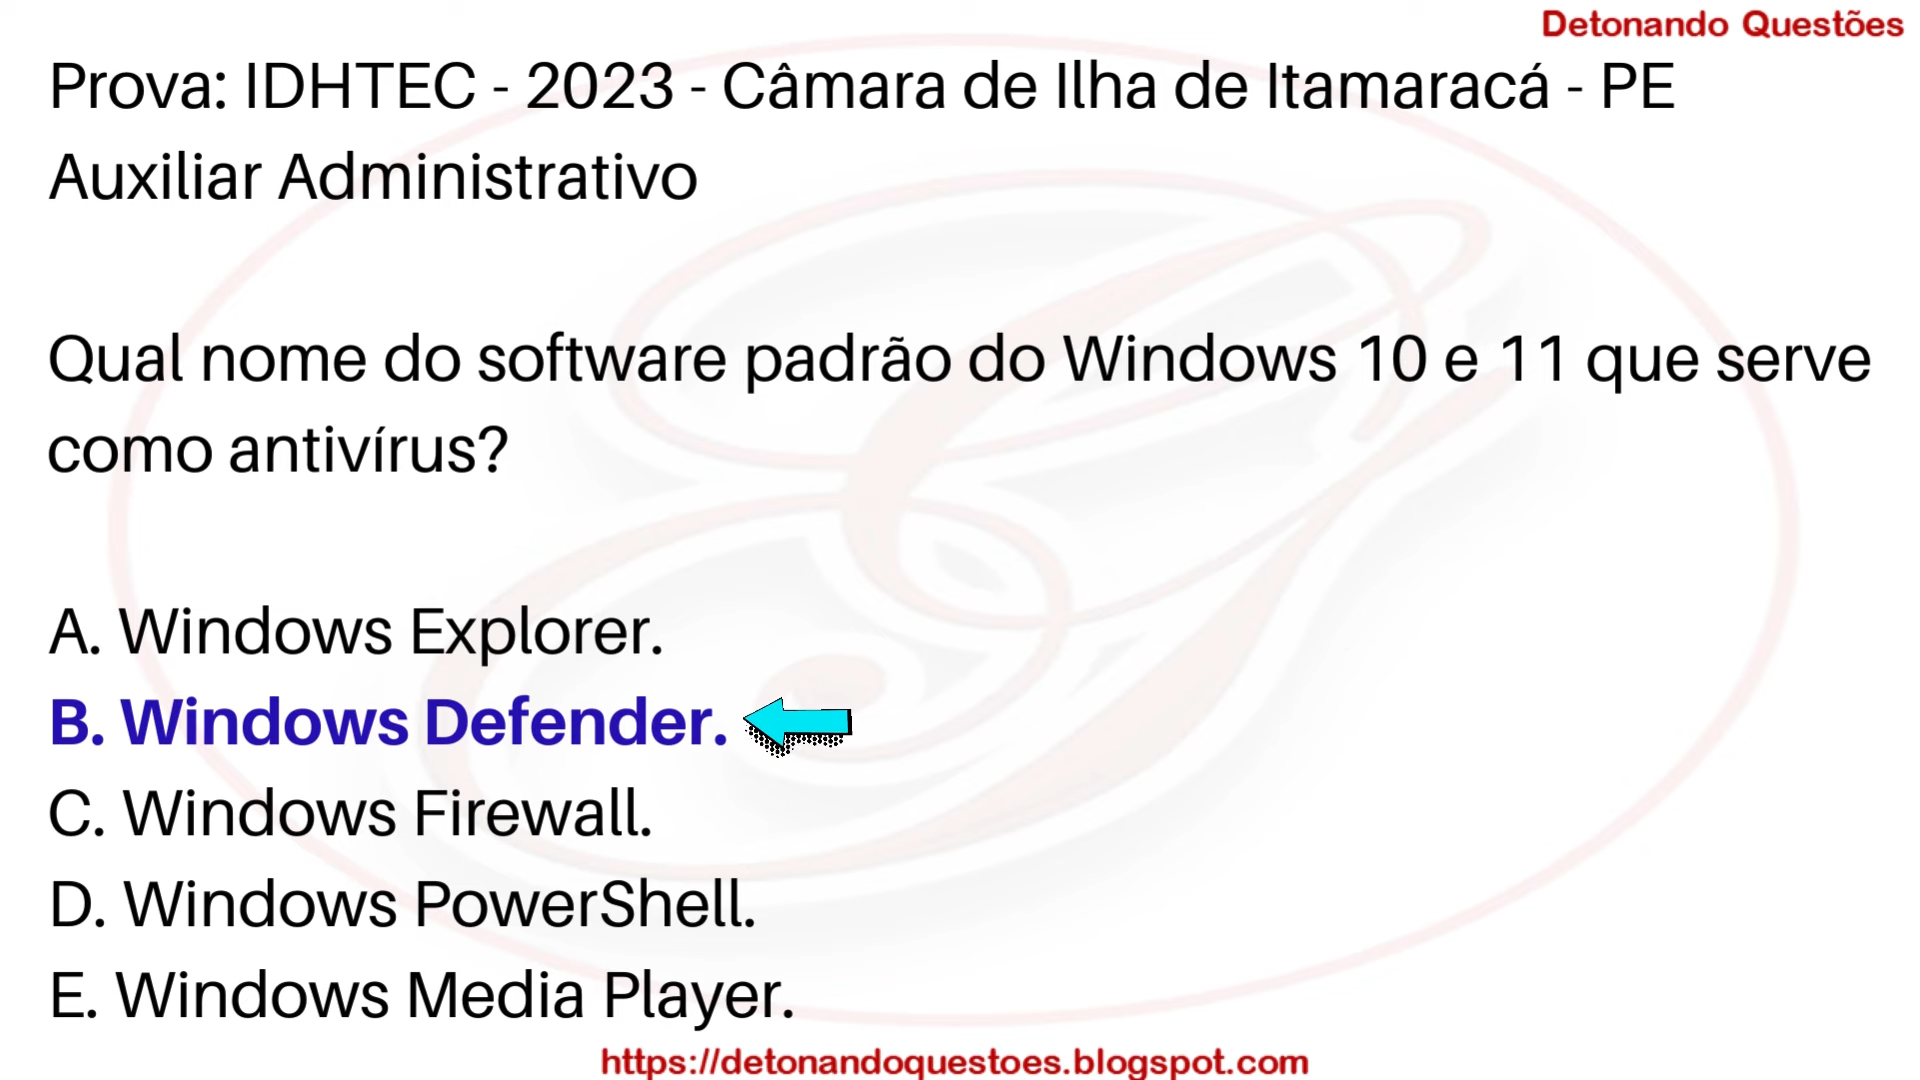 Detonando Questões
Prova: IDHTEC - 2023 - Câmara de Ilha de Itamaracá - PE
Auxiliar Administrativo
Qual nome do software padrão do Windows 10 e 11 que serve
como antivírus?
A. Windows Explorer.
B. Windows Defender.
C. Windows Firewall.
D. Windows PowerShell.
E. Windows Media Player.
https://detonandoquestoes.blogspot.com